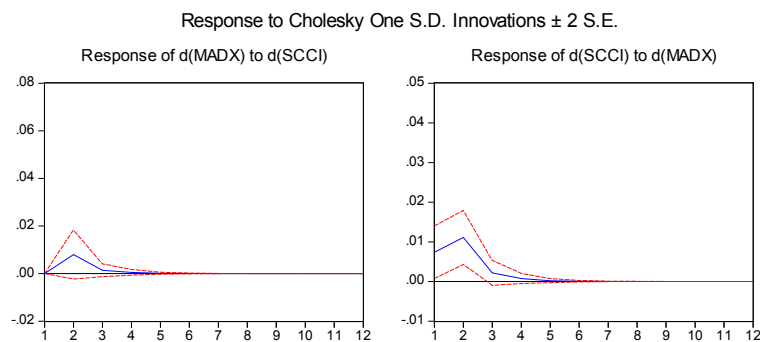 Response to Cholesky One S.D. Innovations ± 2 S.E.
Response of d(MADX) to d(SCCI)
.08
.06
.04
.02
.00
-.02
1 2 3 4 5 6 7 8 9 10 11 12
Response of d(SCCI) to d(MADX)
.05
.04
.03
.02
.01
.00
-.01
1 2 3 4 5 6 7 8 9 10 11 12